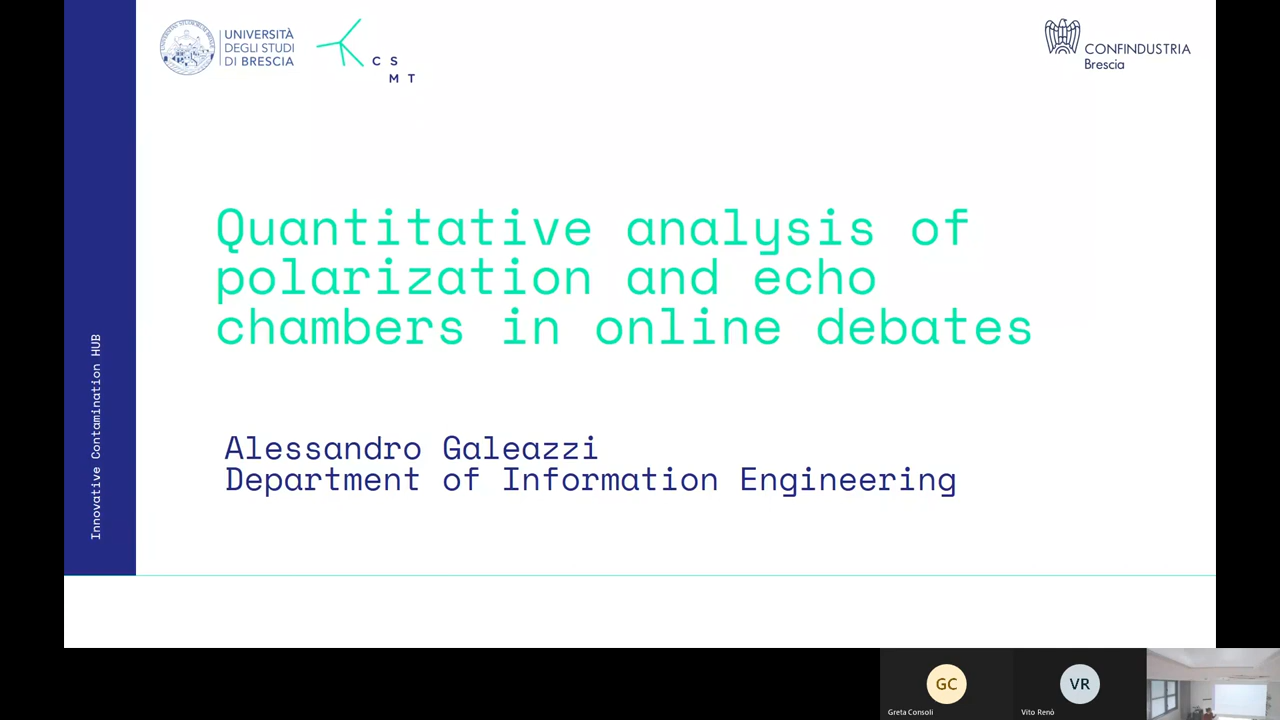 UNIVERSITÀ
DEGLI STUDI
DI BRESCIA
C S
M T
CONFINDUSTRIA
Brescia
Quantitative analysis of
polarization and echo
chambers in online debates
Alessandro Galeazzi
Department of Information Engineering
Innovative Contamination HUB
GC
Greta Consoli
VR
Vito Renò